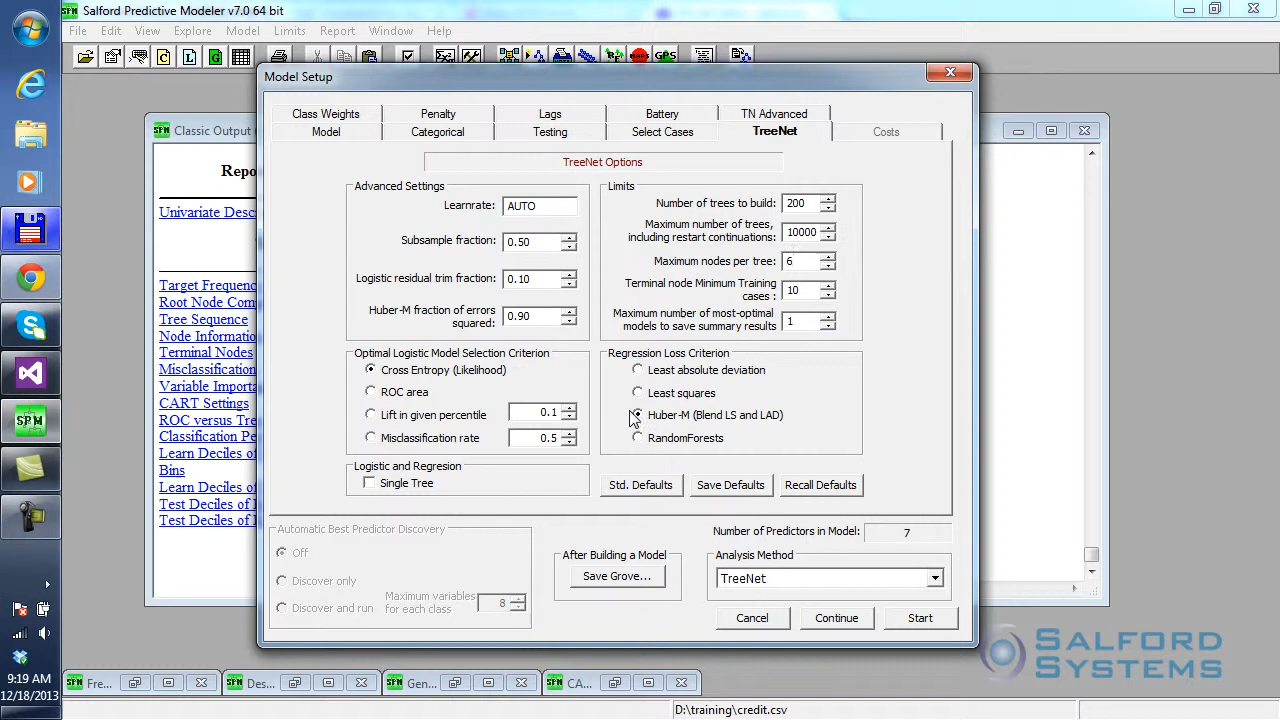 Salford Predictive Modeler v7.0 64 bit
File Edit View Explore Model Limits Report Window Help
Model Setup
Classic Output
Class Weights Penalty Lags Battery TN Advanced
Model Categorical Testing Select Cases TreeNet Costs
TreeNet Options
Repo
Univariate Desc
Target Frequenc
Root Node Com
Tree Sequence
Node Information
Terminal Nodes
Misclassification
Variable Importa
CART Settings
ROC versus Tr
Classification Pe
Learn Deciles of
Bins
Learn Deciles of
Test Deciles of
Test Deciles of
Advanced Settings
Learnrate: AUTO
Subsample fraction: 0.50
Logistic residual trim fraction: 0.10
Huber-M fraction of errors
squared: 0.90
Limits
Number of trees to build: 200
Maximum number of trees,
including restart continuations: 10000
Maximum nodes per tree: 6
Terminal node Minimum Training
cases : 10
Maximum number of most-optimal
models to save summary results 1
Optimal Logistic Model Selection Criterion
Cross Entropy (Likelihood)
ROC area
Lift in given percentile 0.1
Misclassification rate 0.5
Regression Loss Criterion
Least absolute deviation
Least squares
Huber-M (Blend LS and LAD)
RandomForests
Logistic and Regresion
Single Tree
Std. Defaults Save Defaults Recall Defaults
Automatic Best Predictor Discovery
Off
Discover only
Discover and run
Maximum variables
for each class 8
Number of Predictors in Model: 7
After Building a Model
Save Grove...
Analysis Method
TreeNet
Cancel Continue Start
SALFORD
SYSTEMS
Fre... Des... Gen... CA...
9:19 AM
12/18/2013
D:\training\credit.csv